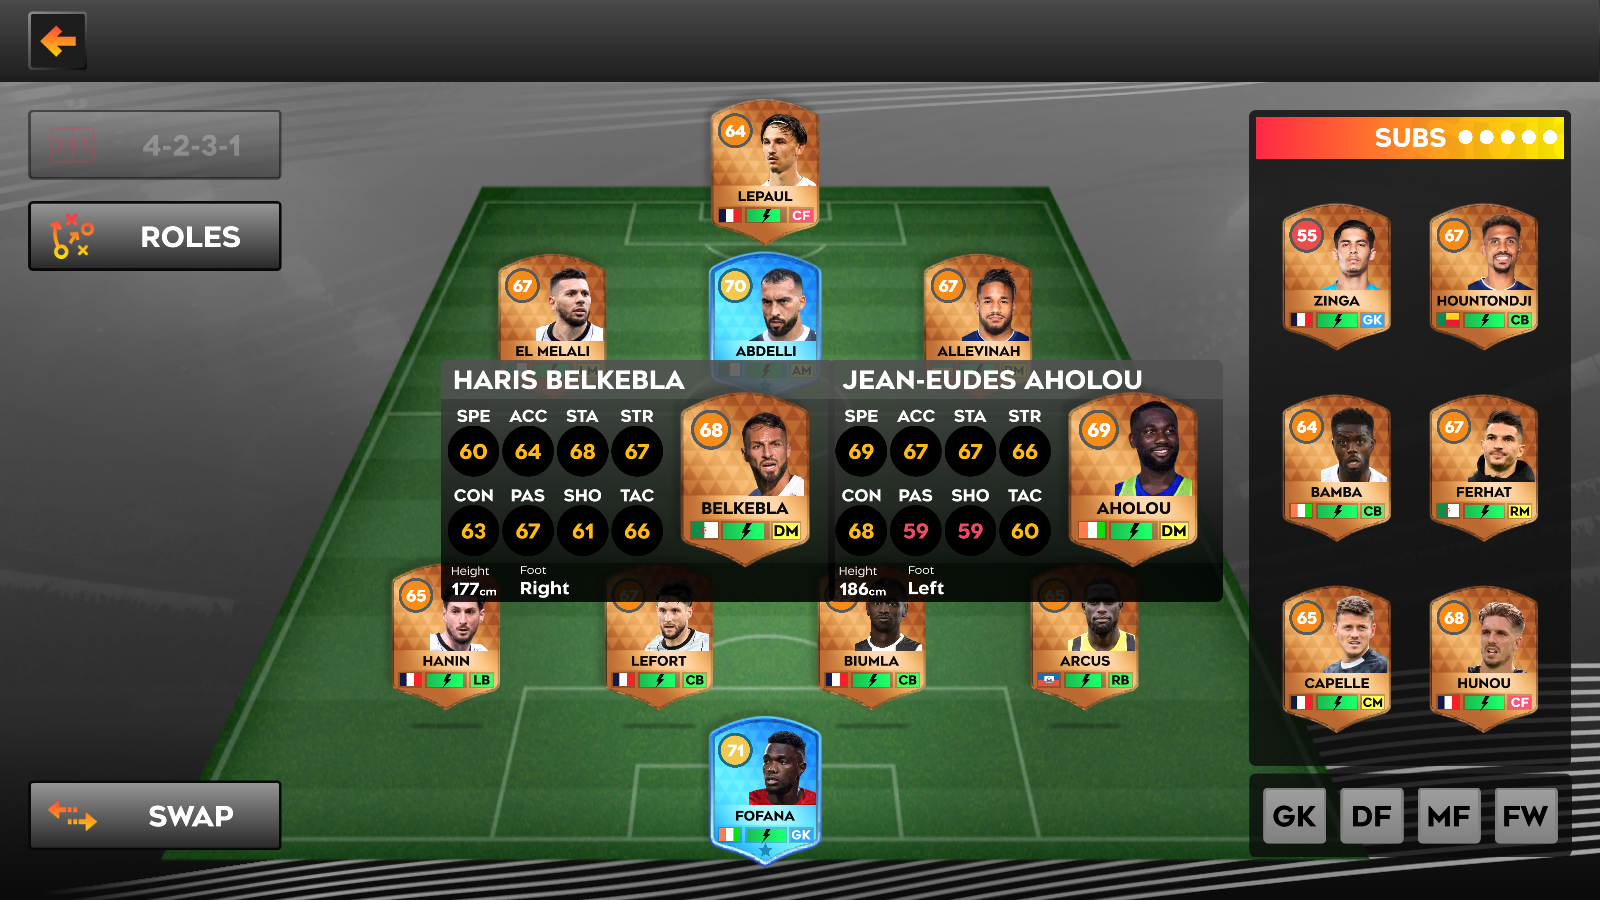 4-2-3-1
ROLES
64
LEPAUL
CF
67
EL MELALI
70
ABDELLI
AM
67
ALLEVINAH
HARIS BELKEBLA
SPE ACC STA STR
60 64 68 67
CON PAS SHO TAC
63 67 61 66
Height Foot
177cm Right
68
BELKEBLA
DM
JEAN-EUDES AHOLOU
SPE ACC STA STR
69 67 67 66
CON PAS SHO TAC
68 59 59 60
Height Foot
186cm Left
69
AHOLOU
DM
65
HANIN
LB
67
LEFORT
CB
BIUMLA
CB
65
ARCUS
RB
71
FOFANA
GK
SWAP
SUBS
55
ZINGA
GK
67
HOUNTONDJI
CB
64
BAMBA
CB
67
FERHAT
RM
65
CAPELLE
CM
68
HUNOU
CF
GK DF MF FW